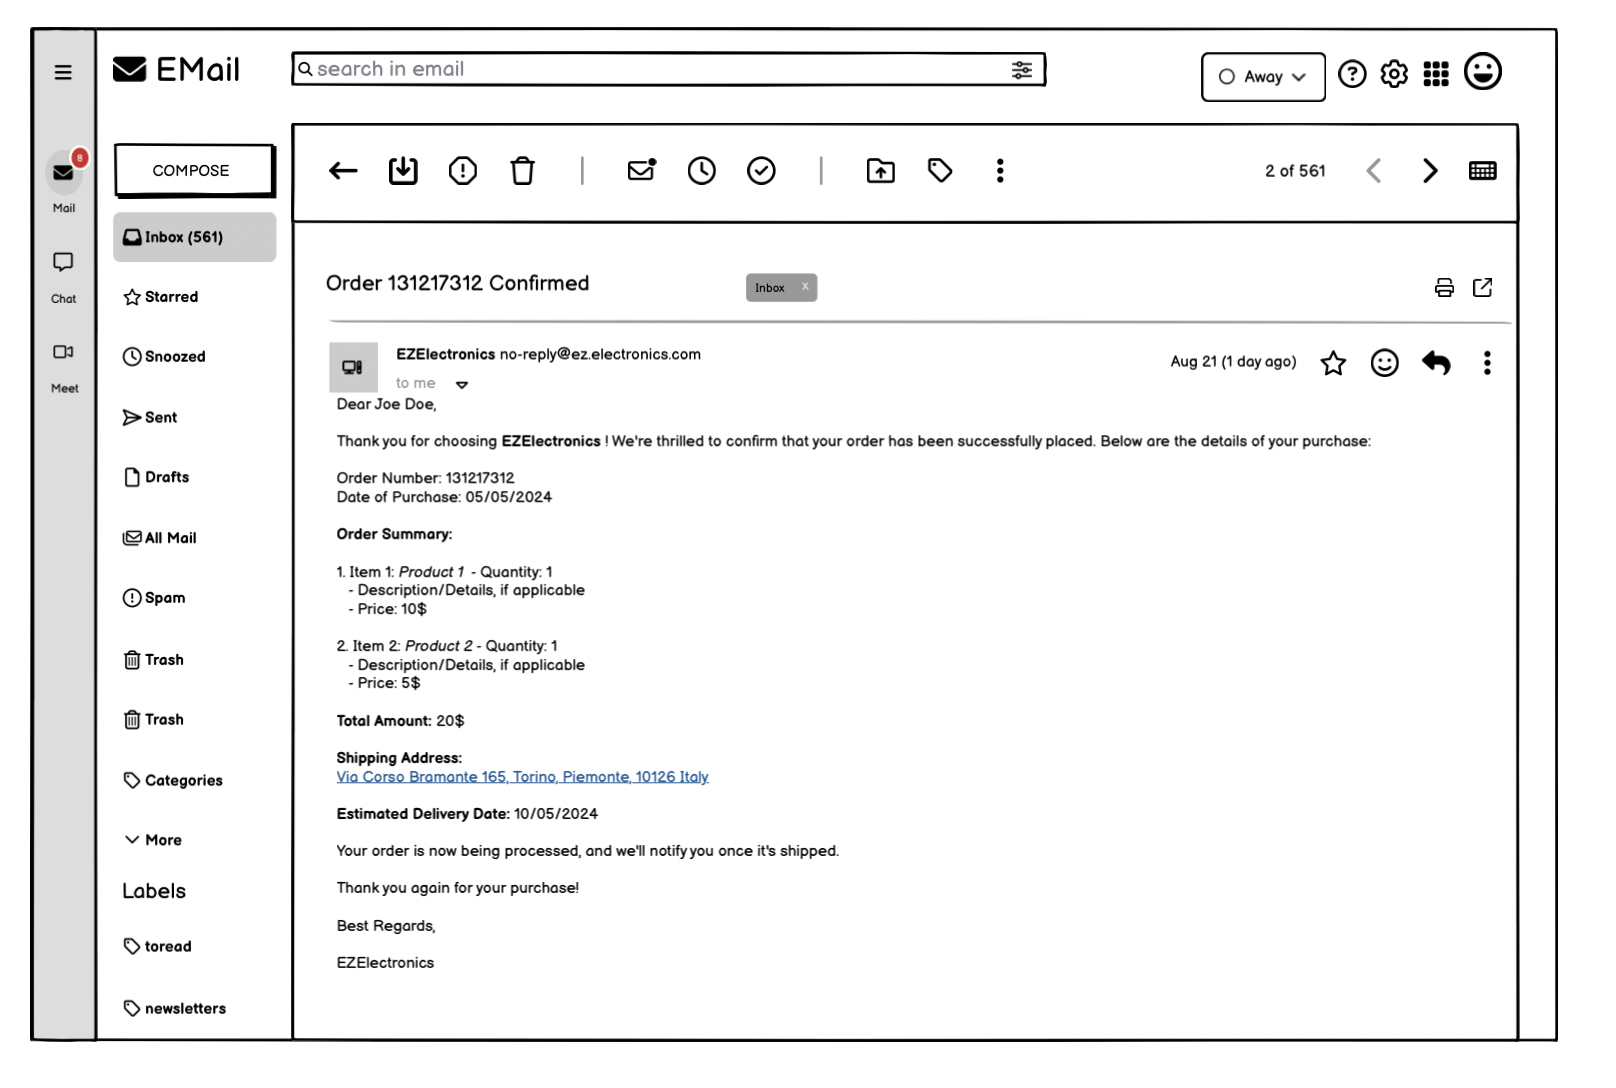 EMail
search in email
Away
8
Mail
Chat
Meet
COMPOSE
Inbox (561)
Starred
Snoozed
Sent
Drafts
All Mail
Spam
Trash
Trash
Categories
More
Labels
toread
newsletters
2 of 561
Order 131217312 Confirmed
Inbox x
EZElectronics no-reply@ez.electronics.com
Aug 21 (1 day ago)
to me
Dear Joe Doe,
Thank you for choosing EZElectronics ! We're thrilled to confirm that your order has been successfully placed. Below are the details of your purchase:
Order Number: 131217312
Date of Purchase: 05/05/2024
Order Summary:
1. Item 1: Product 1 - Quantity: 1
- Description/Details, if applicable
- Price: 10$
2. Item 2: Product 2 - Quantity: 1
- Description/Details, if applicable
- Price: 5$
Total Amount: 20$
Shipping Address:
Via Corso Bramante 165, Torino, Piemonte, 10126 Italy
Estimated Delivery Date: 10/05/2024
Your order is now being processed, and we'll notify you once it's shipped.
Thank you again for your purchase!
Best Regards,
EZElectronics